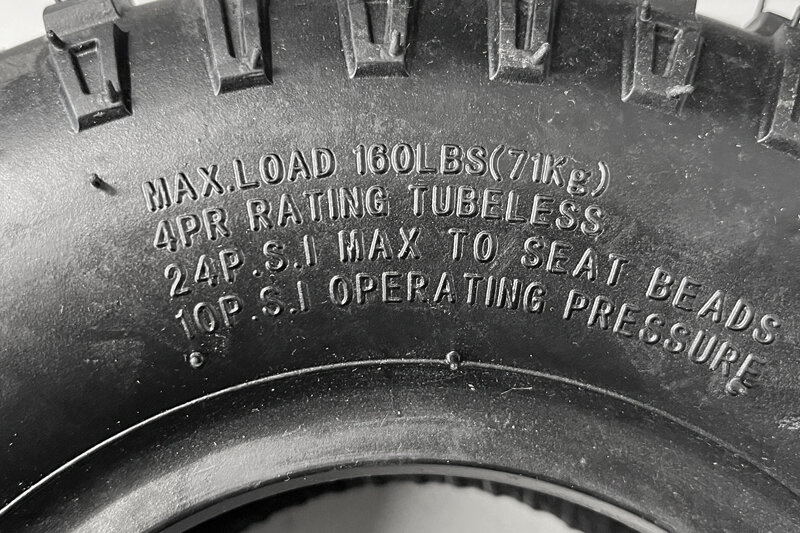 MAX.LOAD 160LBS(71Kg)
4PR RATING TUBELESS
24P.S.I MAX TO SEAT BEADS
10P.S.I OPERATING PRESSURE